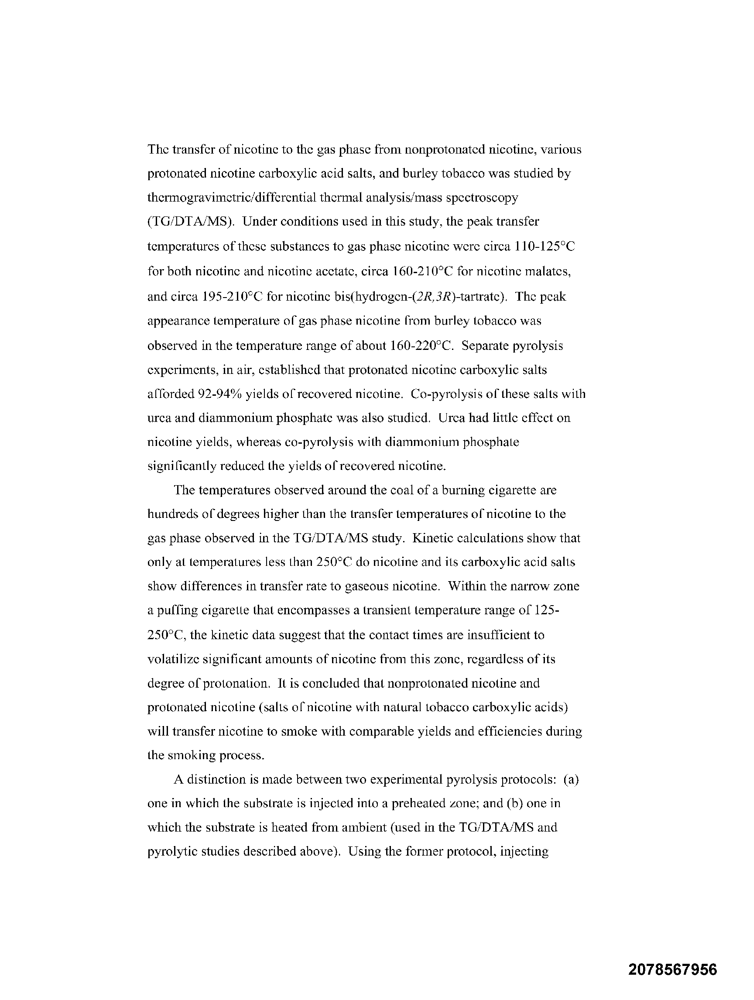 The transfer of nicotine to the gas phase from nonprotonated nicotine, various
protonated nicotine carboxylic acid salts, and burley tobacco was studied by
thermogravimetric/differential thermal analysis/mass spectroscopy
(TG/DTA/MS).  Under conditions used in this study, the peak transfer
temperatures of these substances to gas phase nicotine were circa 110-125°C
for both nicotine and nicotine acetate, circa 160-210°C for nicotine malates,
and circa 195-210°C for nicotine bis(hydrogen-(2R,3R)-tartrate).  The peak
appearance temperature of gas phase nicotine from burley tobacco was
observed in the temperature range of about 160-220°C.  Separate pyrolysis
experiments, in air, established that protonated nicotine carboxylic salts
afforded 92-94% yields of recovered nicotine.  Co-pyrolysis of these salts with
urea and diammonium phosphate was also studied.  Urea had little effect on
nicotine yields, whereas co-pyrolysis with diammonium phosphate
significantly reduced the yields of recovered nicotine.
The temperatures observed around the coal of a burning cigarette are
hundreds of degrees higher than the transfer temperatures of nicotine to the
gas phase observed in the TG/DTA/MS study.  Kinetic calculations show that
only at temperatures less than 250°C do nicotine and its carboxylic acid salts
show differences in transfer rate to gaseous nicotine.  Within the narrow zone
a puffing cigarette that encompasses a transient temperature range of 125-
250°C, the kinetic data suggest that the contact times are insufficient to
volatilize significant amounts of nicotine from this zone, regardless of its
degree of protonation.  It is concluded that nonprotonated nicotine and
protonated nicotine (salts of nicotine with natural tobacco carboxylic acids)
will transfer nicotine to smoke with comparable yields and efficiencies during
the smoking process.
A distinction is made between two experimental pyrolysis protocols:  (a)
one in which the substrate is injected into a preheated zone; and (b) one in
which the substrate is heated from ambient (used in the TG/DTA/MS and
pyrolytic studies described above).  Using the former protocol, injecting
2078567956